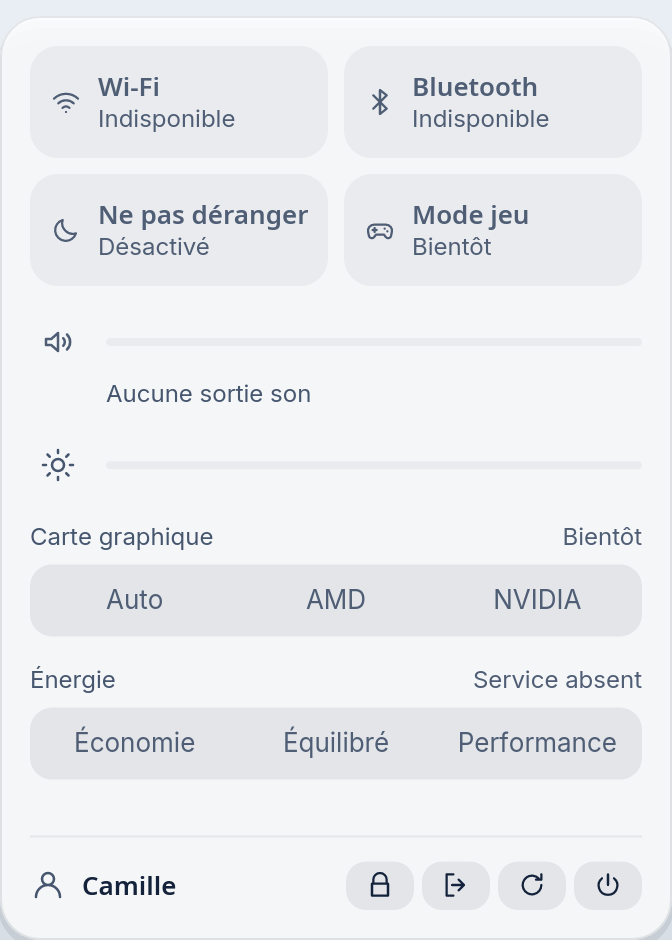 Wi-Fi
Indisponible
Bluetooth
Indisponible
Ne pas déranger
Désactivé
Mode jeu
Bientôt
Aucune sortie son
Carte graphique
Bientôt
Auto
AMD
NVIDIA
Énergie
Service absent
Économie
Équilibré
Performance
Camille